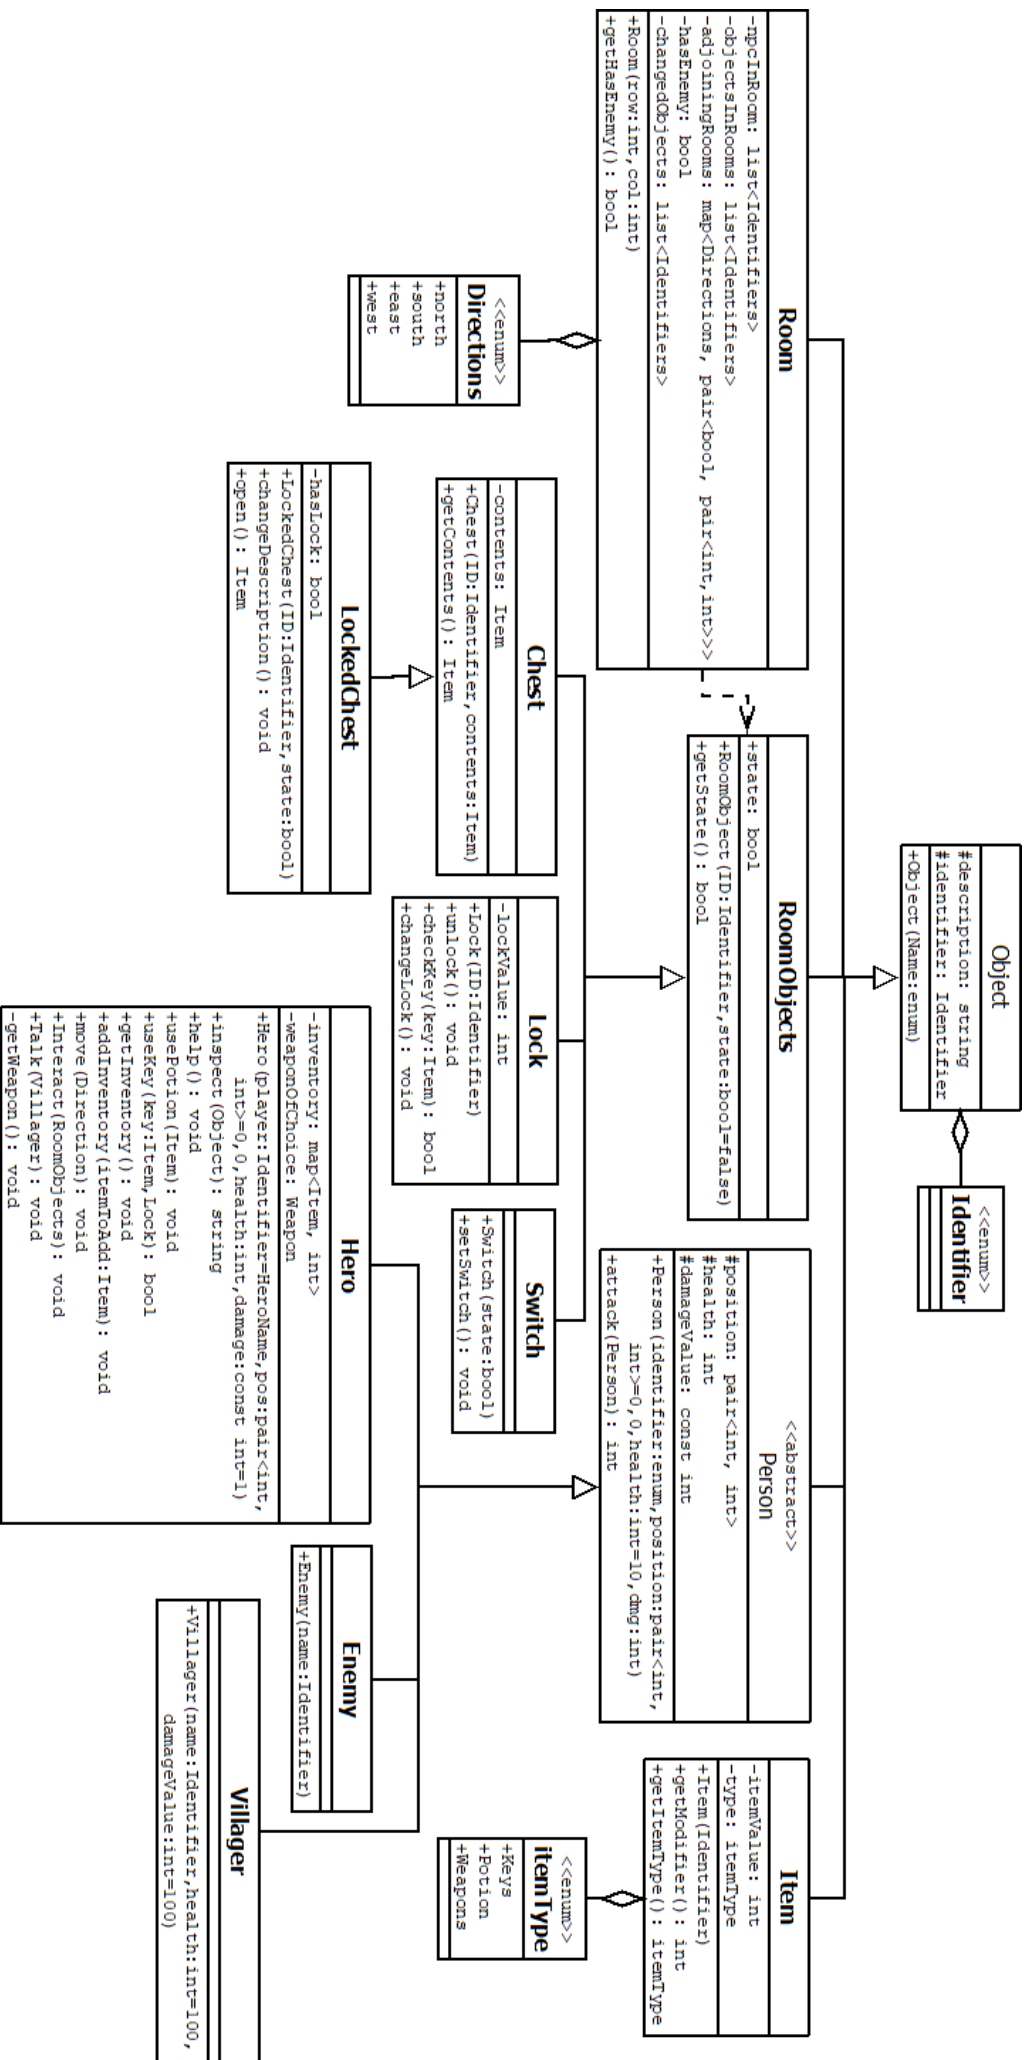 Object
#description: string
#identifier: Identifier
+Object(Name:enum)
<<enum>>
Identifier
Room
-npcInRoom: list<Identifiers>
-objectsInRooms: list<Identifiers>
-adjoiningRooms: map<Directions, pair<bool, pair<int,int>>>
-hasEnemy: bool
-changedObjects: list<Identifiers>
+Room(row:int,col:int)
+getHasEnemy(): bool
RoomObjects
+state: bool
+RoomObject(ID:Identifier,state:bool=false)
+getState(): bool
<<abstract>>
Person
#position: pair<int, int>
#health: int
#damageValue: const int
+Person(identifier:enum,position:pair<int,
int>=0,0,health:int=10,dmg:int)
+attack(Person): int
Item
-itemValue: int
-type: itemType
+Item(Identifier)
+getModifier(): int
+getItemType(): itemType
<<enum>>
Directions
+north
+south
+east
+west
Chest
-contents: Item
+Chest(ID:Identifier,contents:Item)
+getContents(): Item
Lock
-lockValue: int
+Lock(ID:Identifier)
+unlock(): void
+checkKey(key:Item): bool
+changeLock(): void
Switch
+Switch(state:bool)
+setSwitch(): void
<<enum>>
itemType
+Keys
+Potion
+Weapons
LockedChest
-hasLock: bool
+LockedChest(ID:Identifier,state:bool)
+changeDescription(): void
+open(): Item
Hero
-inventory: map<Item, int>
-weaponOfChoice: Weapon
+Hero(player:Identifier=HeroName,pos:pair<int,
int>=0,0,health:int,damage:const int=1)
+inspect(Object): string
+help(): void
+usePotion(Item): void
+useKey(key:Item,Lock): bool
+getInventory(): void
+addInventory(itemToAdd:Item): void
+move(Direction): void
+Interact(RoomObjects): void
+Talk(Villager): void
-getWeapon(): void
Enemy
+Enemy(name:Identifier)
Villager
+Villager(name:Identifier,health:int=100,
damageValue:int=100)